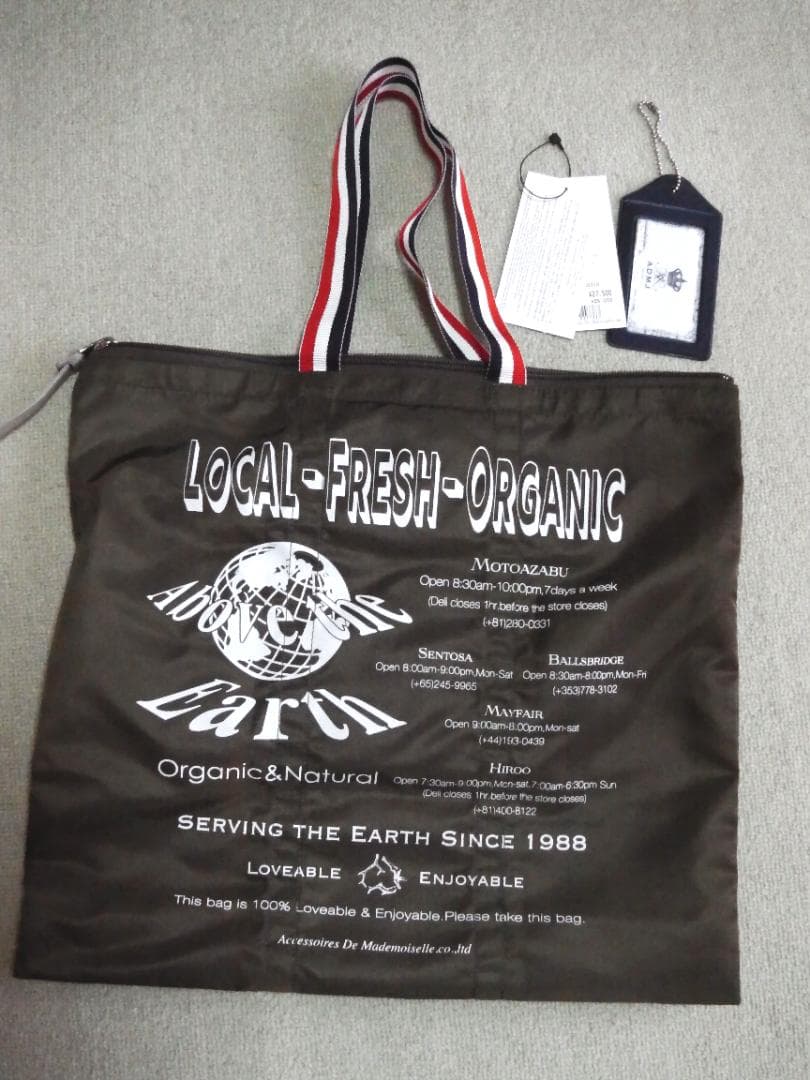 ADMJ
LOCAL-FRESH-ORGANIC
Above the
Earth
MOTOAZABU
Open 8:30am-10:00pm,7days a week
(Deli closes 1hr.before the store closes)
(+81)280-0331
SENTOSA
Open 8:00am-9:00pm,Mon-Sat
(+65)245-9965
BALLSBRIDGE
Open 8:30am-8:00pm,Mon-Fri
(+353)778-3102
MAYFAIR
Open 9:00am-8:00pm,Mon-sat
(+44)193-0439
Organic&Natural
HIROO
Open 7:30am-9:00pm,Mon-sat,7:00am-6:30pm Sun
(Deli closes 1hr before the store closes)
(+81)400-8122
SERVING THE EARTH SINCE 1988
LOVEABLE ENJOYABLE
This bag is 100% Loveable & Enjoyable.Please take this bag.
Accessoires De Mademoiselle.co.,ltd